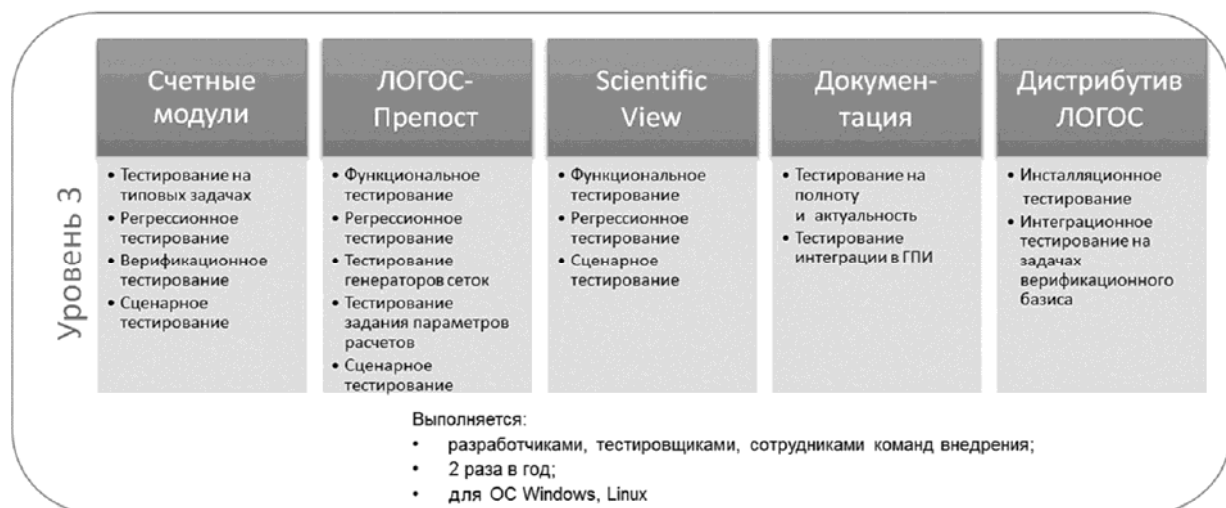 Уровень 3
Счетные
модули
• Тестирование на
типовых задачах
• Регрессионное
тестирование
• Верификационное
тестирование
• Сценарное
тестирование
ЛОГОС-
Препост
• Функциональное
тестирование
• Регрессионное
тестирование
• Тестирование
генераторов сеток
• Тестирование
задания параметров
расчетов
• Сценарное
тестирование
Scientific
View
• Функциональное
тестирование
• Регрессионное
тестирование
• Сценарное
тестирование
Докумен-
тация
• Тестирование на
полноту
и актуальность
• Тестирование
интеграции в ГПИ
Дистрибутив
ЛОГОС
• Инсталляционное
тестирование
• Интеграционное
тестирование на
задачах
верификационного
базиса
Выполняется:
• разработчиками, тестировщиками, сотрудниками команд внедрения;
• 2 раза в год;
• для ОС Windows, Linux